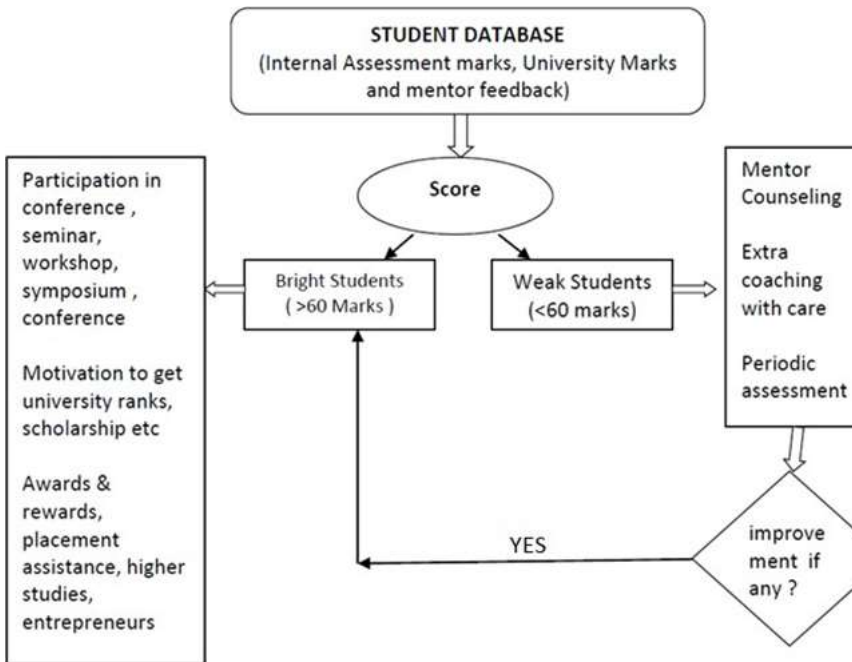 STUDENT DATABASE
(Internal Assessment marks, University Marks
and mentor feedback)
Score
Bright Students
( >60 Marks )
Weak Students
(<60 marks)
Participation in
conference ,
seminar,
workshop,
symposium ,
conference
Motivation to get
university ranks,
scholarship etc
Awards &
rewards,
placement
assistance, higher
studies,
entrepreneurs
Mentor
Counseling
Extra
coaching
with care
Periodic
assessment
improve
ment if
any ?
YES